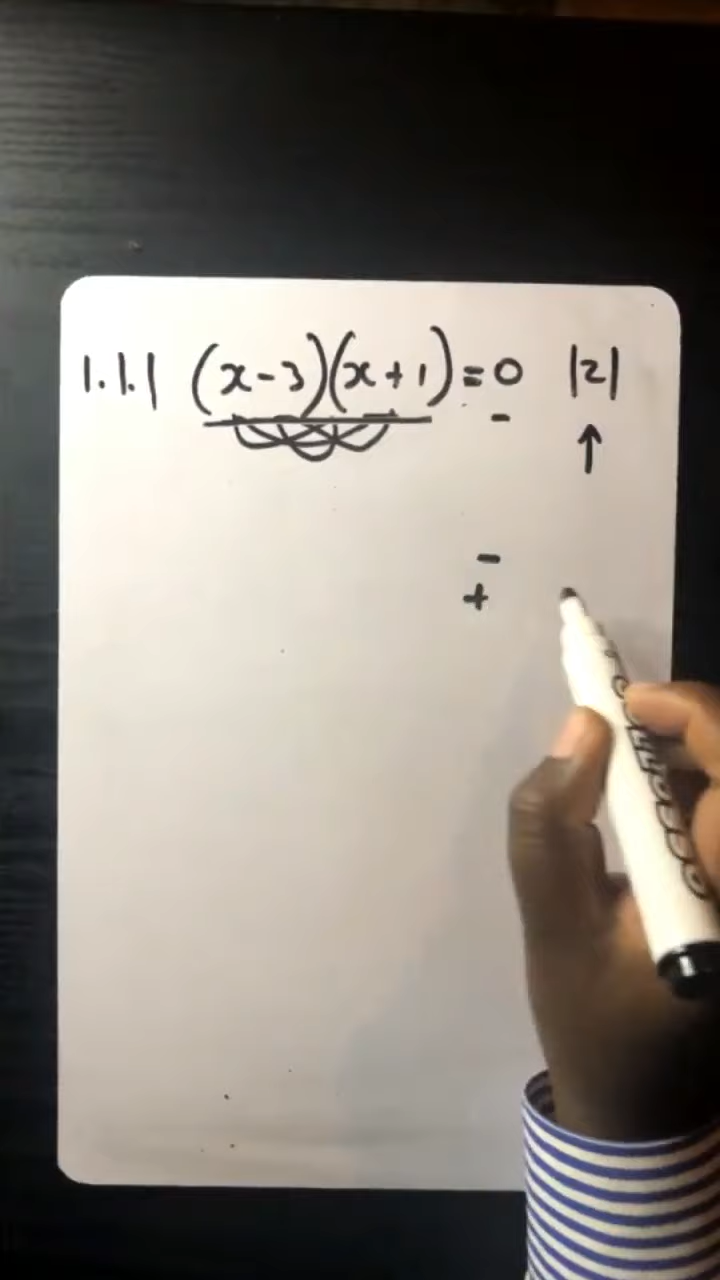 1.1.1 (x-3)(x+1)=0 |2|
-
+